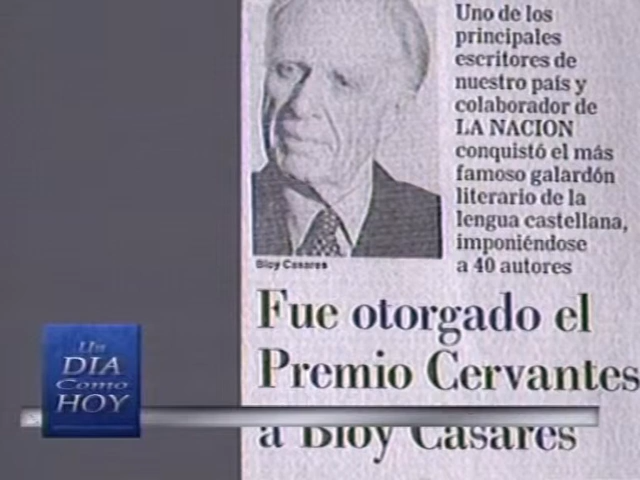 Uno de los
principales
escritores de
nuestro país y
colaborador de
LA NACION
conquistó el más
famoso galardón
literario de la
lengua castellana,
imponiéndose
a 40 autores
Bioy Casares
Fue otorgado el
Premio Cervantes
a Bioy Casares
Un
DIA
Como
HOY